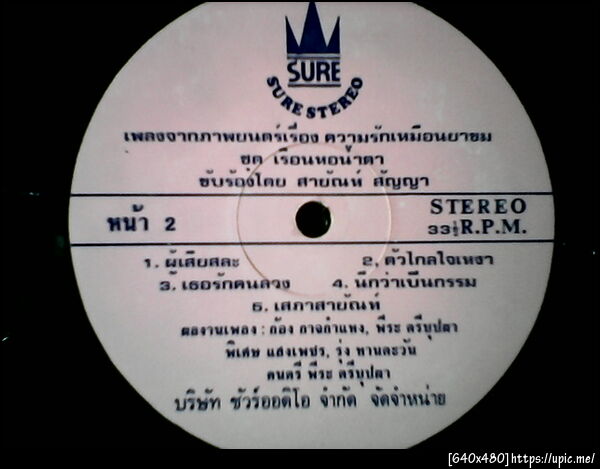 SURE
SURE STEREO
เพลงจากภาพยนตร์เรื่อง ความรักเหมือนยาขม
ชุด เรือนหอน้ำตา
ขับร้องโดย สายัณห์ สัญญา
หน้า 2
STEREO
33⅓ R.P.M.
1. ผู้เสียสละ 2. ตัวไกลใจเหงา
3. เธอรักคนลวง 4. นึกว่าเป็นกรรม
5. เสภาสายัณห์
ผลงานเพลง : ก้อง กาจกำแหง, พีระ ตรีบุปผา
พิเศษ แสงเพชร, รุ่ง ทานตะวัน
ดนตรี พีระ ตรีบุปผา
บริษัท ชัวร์ออดิโอ จำกัด จัดจำหน่าย
[640x480]https://upic.me/